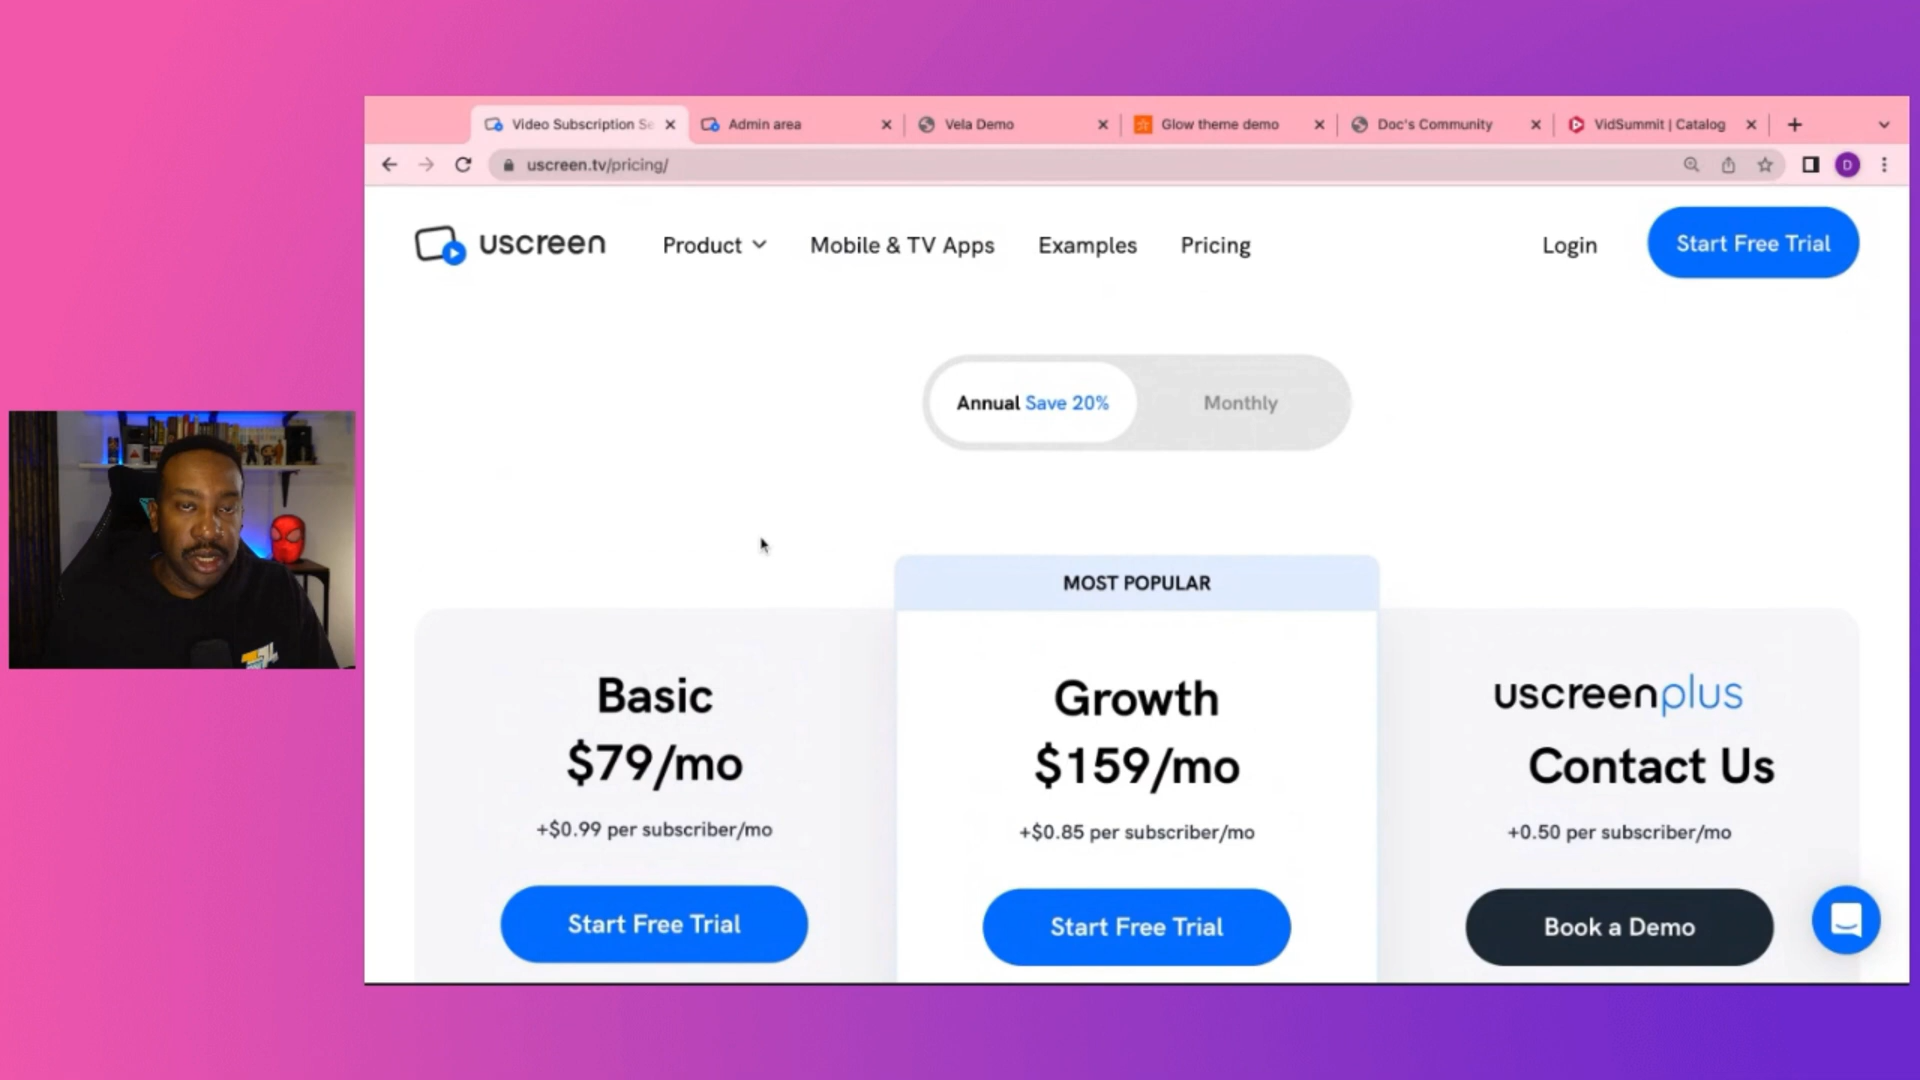 Video Subscription Se
Admin area
Vela Demo
Glow theme demo
Doc's Community
VidSummit | Catalog
uscreen.tv/pricing/
D
uscreen
Product
Mobile & TV Apps
Examples
Pricing
Login
Start Free Trial
Annual Save 20%
Monthly
MOST POPULAR
Basic
$79/mo
+$0.99 per subscriber/mo
Start Free Trial
Growth
$159/mo
+$0.85 per subscriber/mo
Start Free Trial
uscreenplus
Contact Us
+0.50 per subscriber/mo
Book a Demo